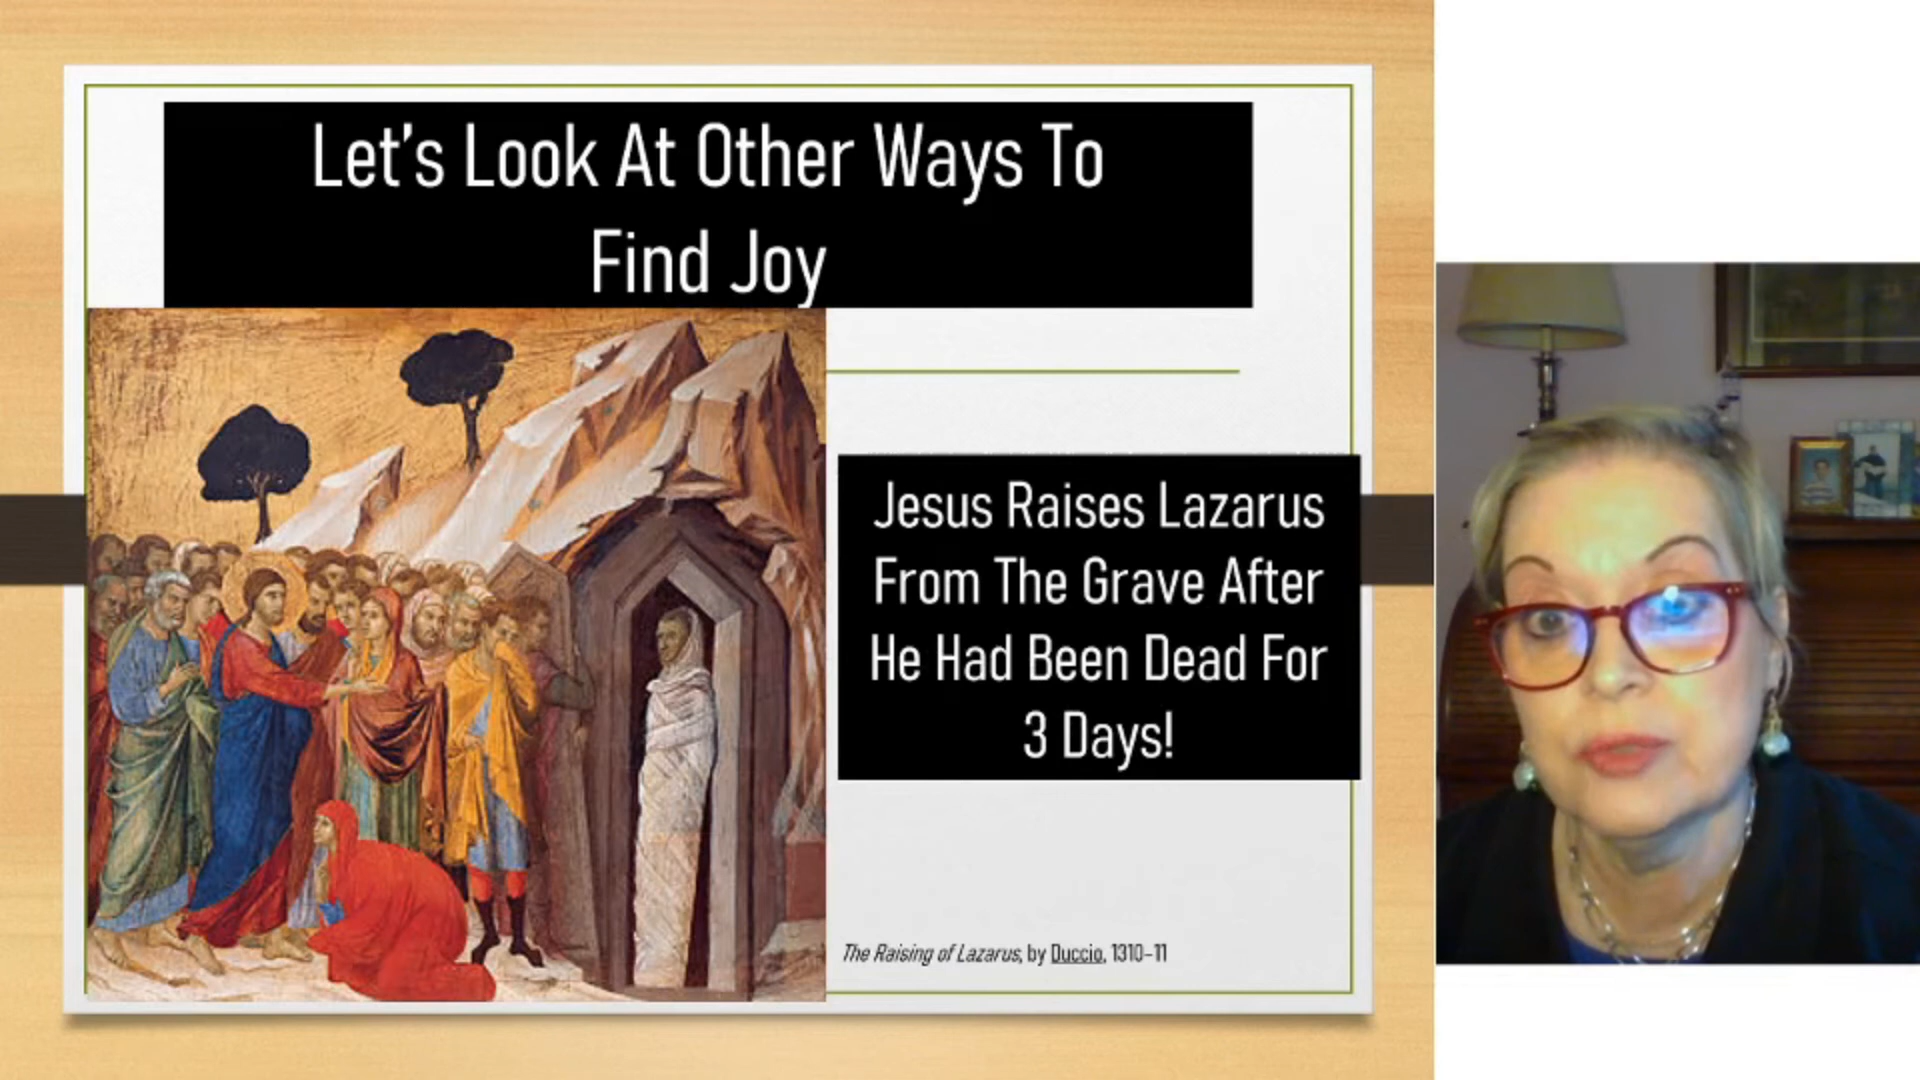 Let's Look At Other Ways To
Find Joy
Jesus Raises Lazarus
From The Grave After
He Had Been Dead For
3 Days!
The Raising of Lazarus, by Duccio, 1310–11